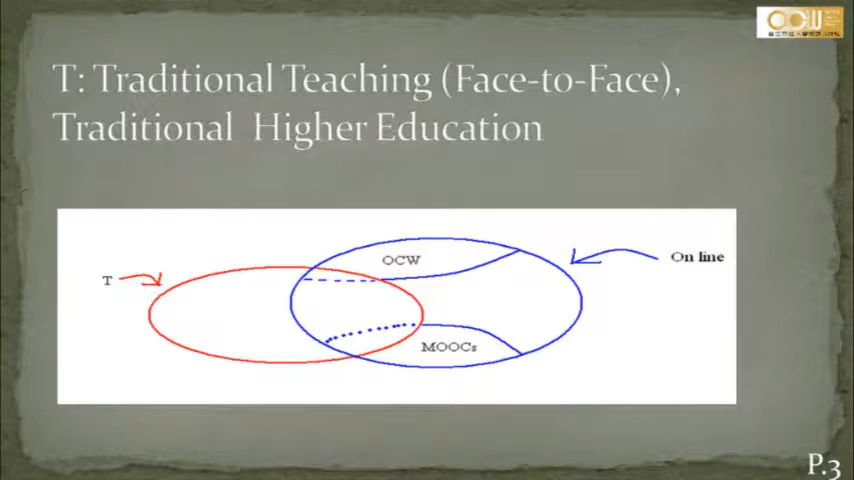 OCW
T: Traditional Teaching (Face-to-Face),
Traditional Higher Education
OCW
On line
T
MOOCs
P.3